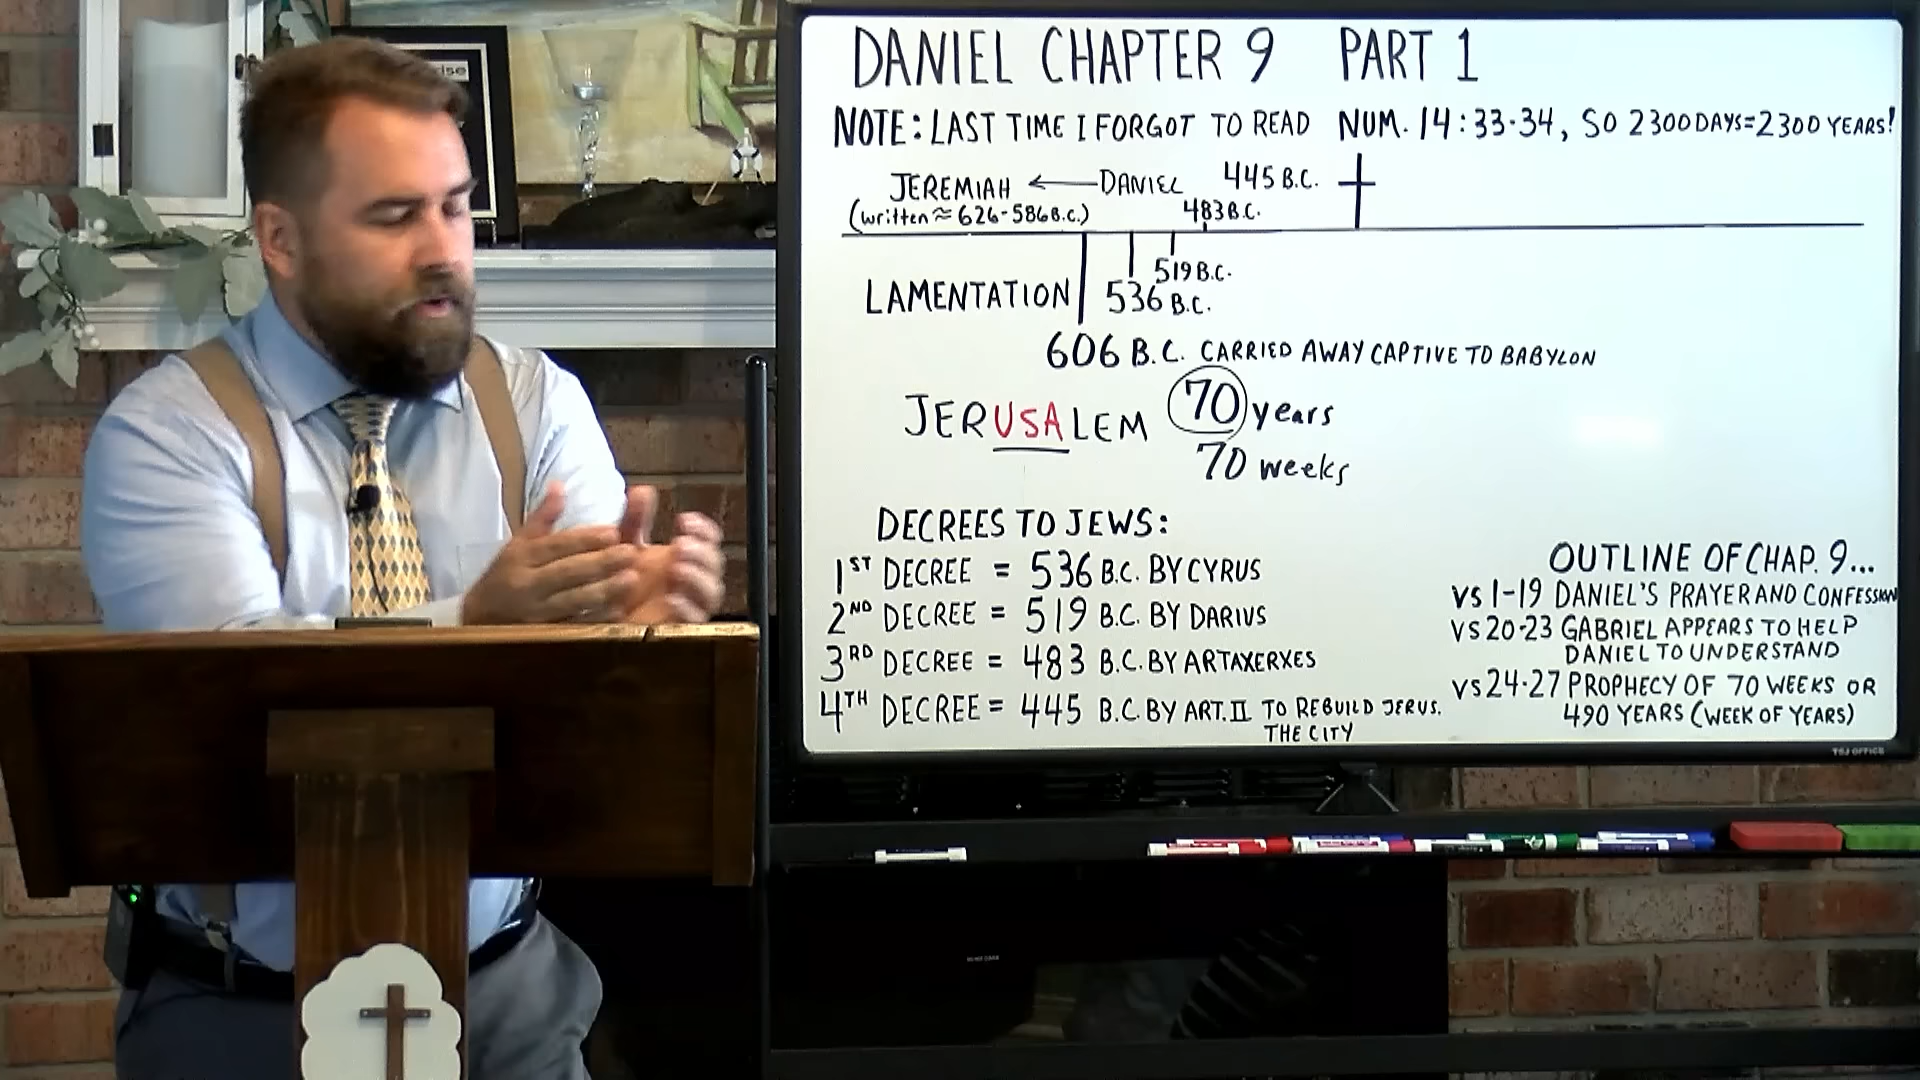 DANIEL CHAPTER 9 PART 1
NOTE: LAST TIME I FORGOT TO READ NUM. 14:33-34, SO 2300 DAYS=2300 YEARS!
JEREMIAH ← DANIEL 445 B.C.
(written ≈ 626-586 B.C.) 483 B.C.
519 B.C.
LAMENTATION 536 B.C.
606 B.C. CARRIED AWAY CAPTIVE TO BABYLON
JERUSALEM 70 years
70 weeks
DECREES TO JEWS:
1ST DECREE = 536 B.C. BY CYRUS
2ND DECREE = 519 B.C. BY DARIUS
3RD DECREE = 483 B.C. BY ARTAXERXES
4TH DECREE = 445 B.C. BY ART. II TO REBUILD JERUS.
THE CITY
OUTLINE OF CHAP. 9...
VS 1-19 DANIEL'S PRAYER AND CONFESSION
VS 20-23 GABRIEL APPEARS TO HELP
DANIEL TO UNDERSTAND
VS 24-27 PROPHECY OF 70 WEEKS OR
490 YEARS (WEEK OF YEARS)
TSJ OFFICE